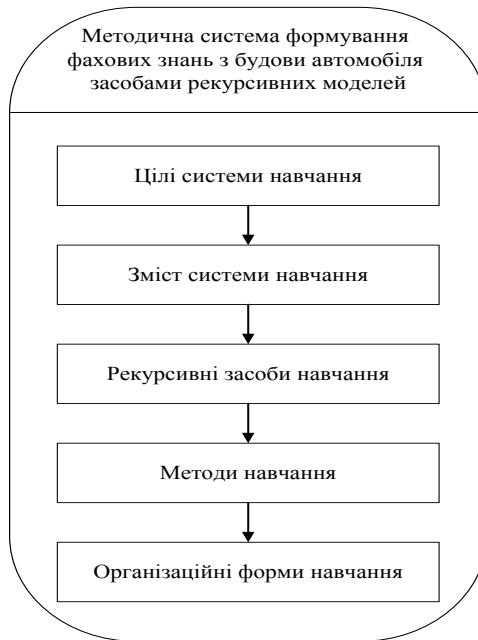 Методична система формування
фахових знань з будови автомобіля
засобами рекурсивних моделей
Цілі системи навчання
Зміст системи навчання
Рекурсивні засоби навчання
Методи навчання
Організаційні форми навчання